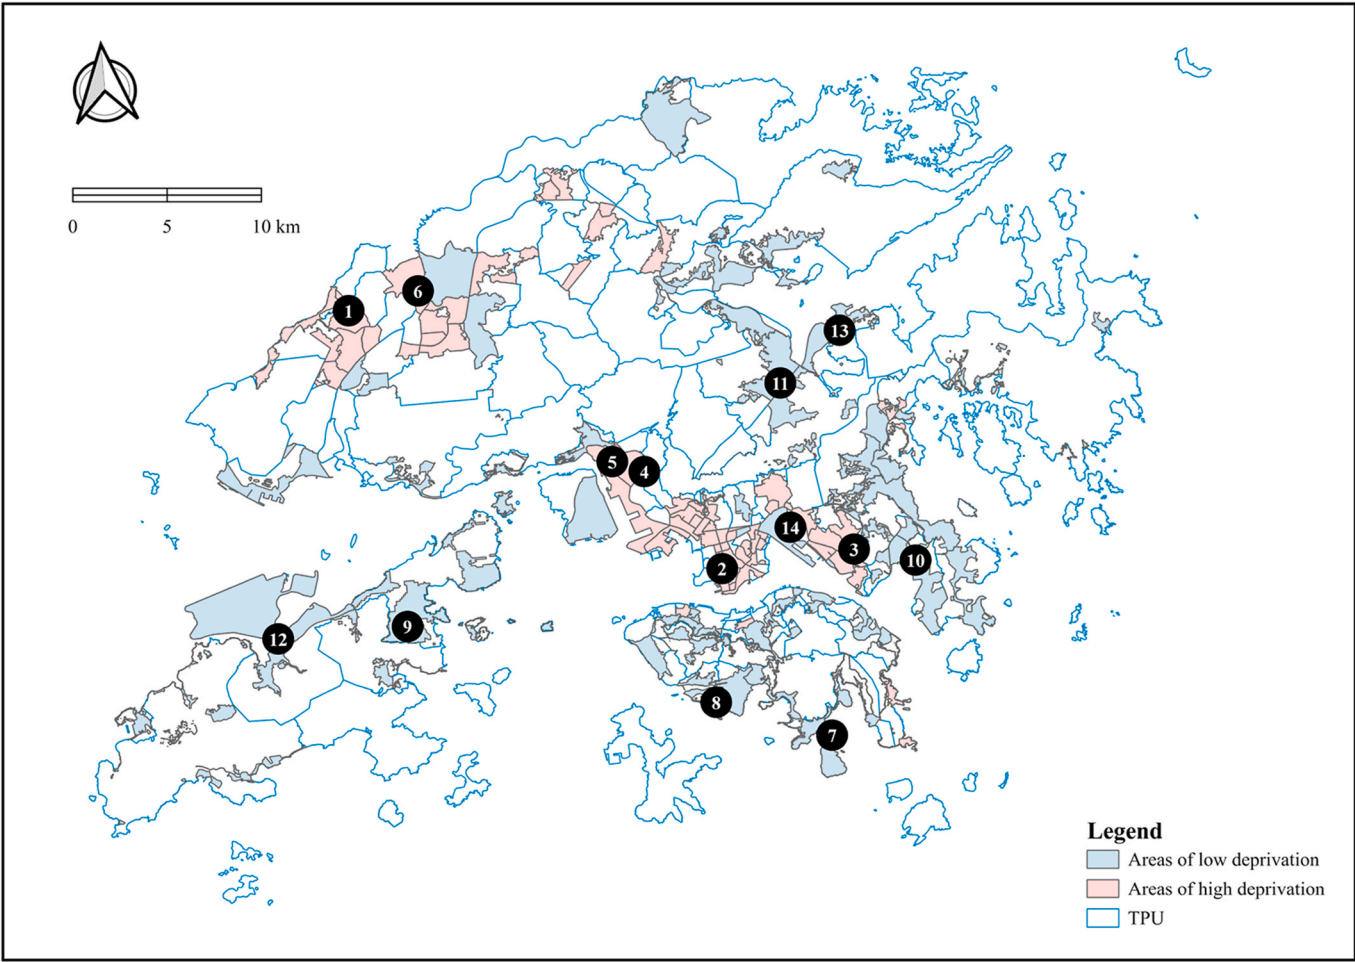 0 5 10 km
13
6
1
11
5
4
14
3
10
2
9
12
8
7
Legend
Areas of low deprivation
Areas of high deprivation
TPU